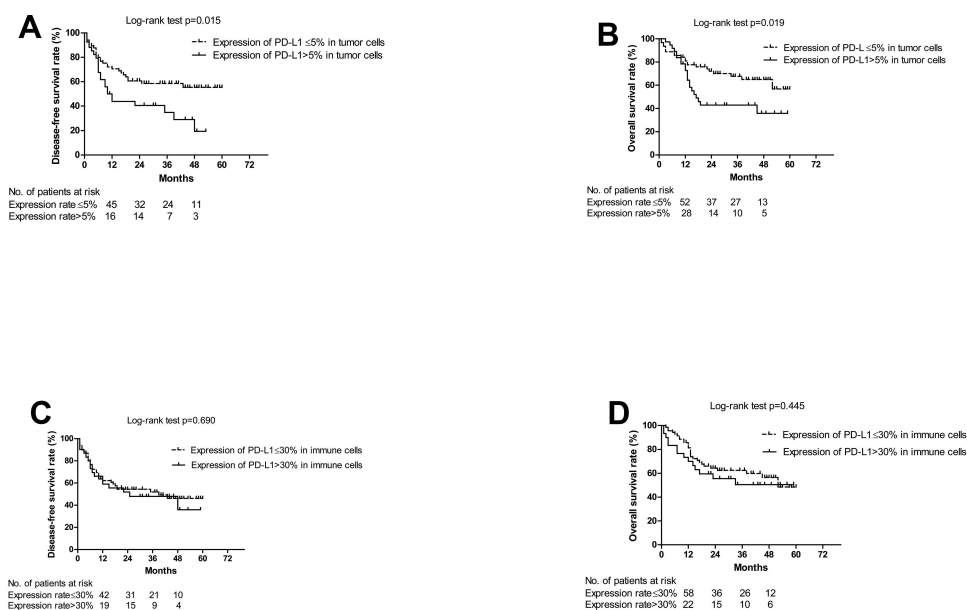 A
Log-rank test p=0.015
Expression of PD-L1 ≤5% in tumor cells
Expression of PD-L1>5% in tumor cells
Disease-free survival rate (%)
100
80
60
40
20
0 12 24 36 48 60 72
Months
No. of patients at risk
Expression rate≤5% 45 32 24 11
Expression rate>5% 16 14 7 3
B
Log-rank test p=0.019
Expression of PD-L ≤5% in tumor cells
Expression of PD-L1>5% in tumor cells
Overall survival rate (%)
100
80
60
40
20
0
0 12 24 36 48 60 72
Months
No. of patients at risk
Expression rate≤5% 52 37 27 13
Expression rate>5% 28 14 10 5
C
Log-rank test p=0.690
Expression of PD-L1≤30% in immune cells
Expression of PD-L1>30% in immune cells
Disease-free survival rate (%)
100
80
60
40
20
0
0 12 24 36 48 60 72
Months
No. of patients at risk
Expression rate≤30% 42 31 21 10
Expression rate>30% 19 15 9 4
D
Log-rank test p=0.445
Expression of PD-L1≤30% in immune cells
Expression of PD-L1>30% in immune cells
Overall survival rate (%)
100
80
60
40
20
0
0 12 24 36 48 60 72
Months
No. of patients at risk
Expression rate≤30% 58 36 26 12
Expression rate>30% 22 15 10 6